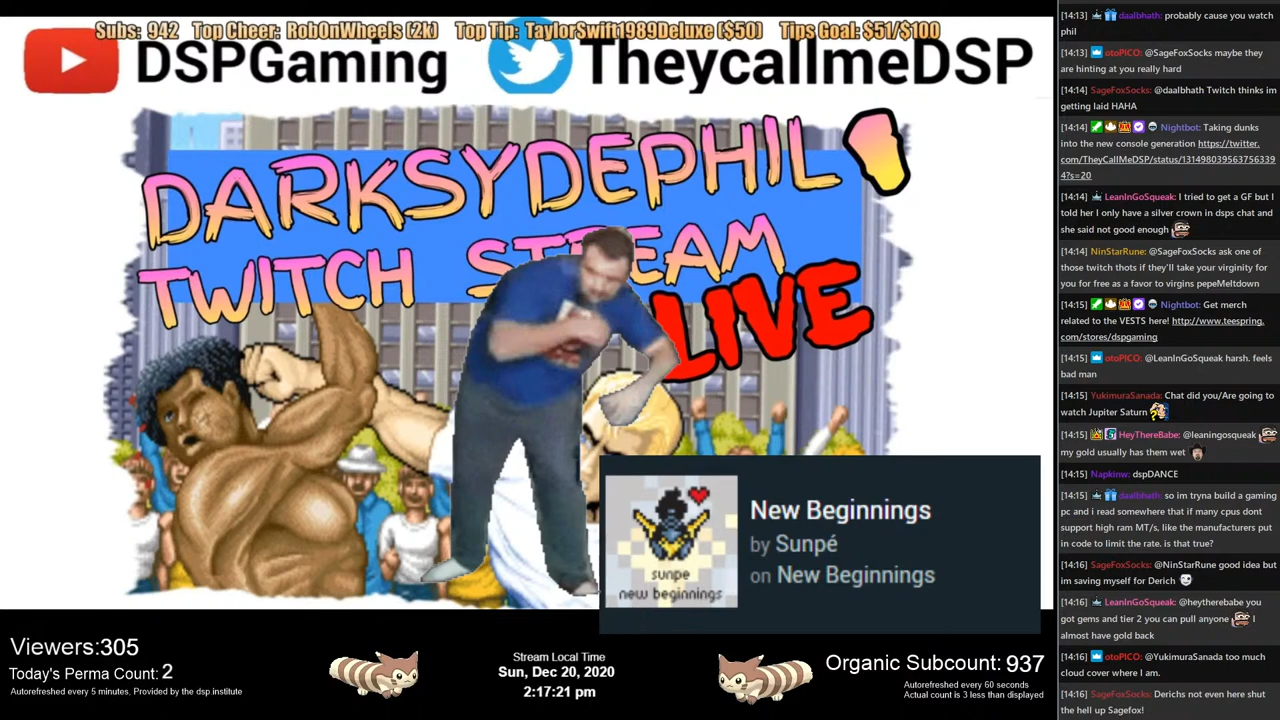 Subs: 942 Top Cheer: RobOnWheels (2k) Top Tip: TaylorSwift1989Deluxe ($50) Tips Goal: $51/$100
DSPGaming TheycallmeDSP
DARKSYDEPHIL
TWITCH STREAM
LIVE
New Beginnings
by Sunpé
on New Beginnings
sunpe
new beginnings
Viewers:305
Today's Perma Count: 2
Autorefreshed every 5 minutes, Provided by the dsp institute
Stream Local Time
Sun, Dec 20, 2020
2:17:21 pm
Organic Subcount: 937
Autorefreshed every 60 seconds
Actual count is 3 less than displayed
[14:13] daalbhath: probably cause you watch
phil
[14:13] otoPICO: @SageFoxSocks maybe they
are hinting at you really hard
[14:14] SageFoxSocks: @daalbhath Twitch thinks im
getting laid HAHA
[14:14] Nightbot: Taking dunks
into the new console generation https://twitter.
com/TheyCallMeDSP/status/131498039563756339
4?s=20
[14:14] LeanInGoSqueak: I tried to get a GF but I
told her I only have a silver crown in dsps chat and
she said not good enough
[14:14] NinStarRune: @SageFoxSocks ask one of
those twitch thots if they'll take your virginity for
you for free as a favor to virgins pepeMeltdown
[14:15] Nightbot: Get merch
related to the VESTS here! http://www.teespring.
com/stores/dspgaming
[14:15] otoPICO: @LeanInGoSqueak harsh. feels
bad man
[14:15] YukimuraSanada: Chat did you/Are going to
watch Jupiter Saturn
[14:15] HeyThereBabe: @leaningosqueak
my gold usually has them wet
[14:15] Napkinw: dspDANCE
[14:15] daalbhath: so im tryna build a gaming
pc and i read somewhere that if many cpus dont
support high ram MT/s, like the manufacturers put
in code to limit the rate. is that true?
[14:16] SageFoxSocks: @NinStarRune good idea but
im saving myself for Derich
[14:16] LeanInGoSqueak: @heytherebabe you
got gems and tier 2 you can pull anyone I
almost have gold back
[14:16] otoPICO: @YukimuraSanada too much
cloud cover where I am.
[14:16] SageFoxSocks: Derichs not even here shut
the hell up Sagefox!